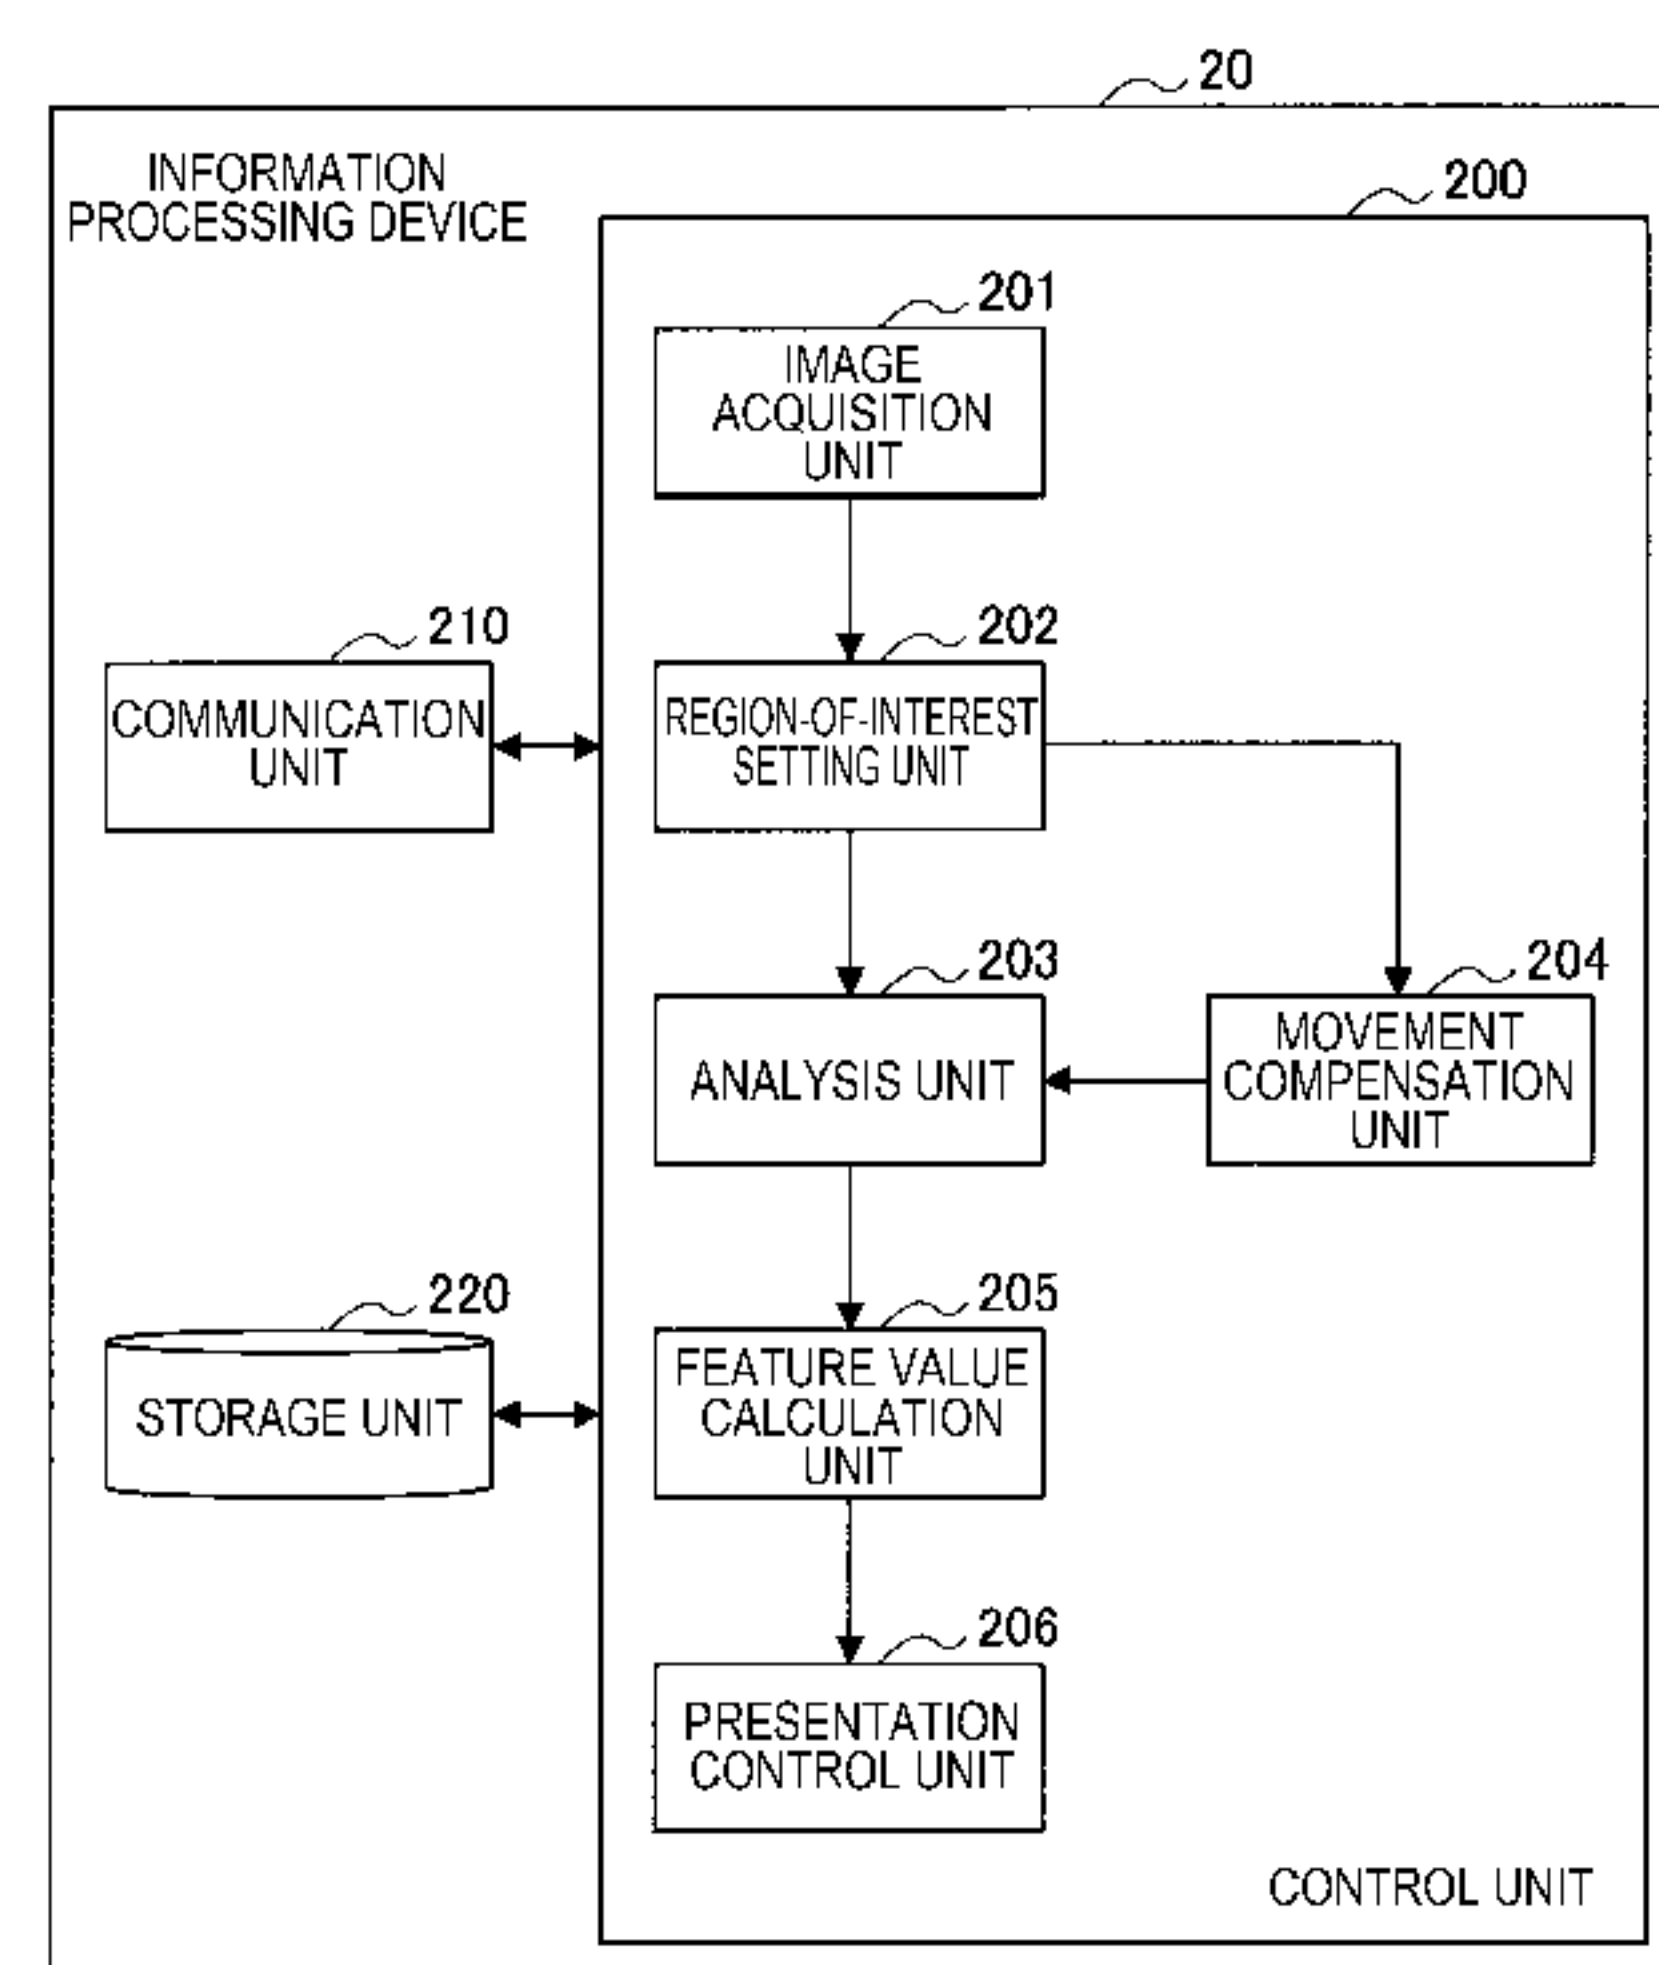 20
INFORMATION
PROCESSING DEVICE
200
201
IMAGE
ACQUISITION
UNIT
210
COMMUNICATION
UNIT
202
REGION-OF-INTEREST
SETTING UNIT
203
ANALYSIS UNIT
204
MOVEMENT
COMPENSATION
UNIT
220
STORAGE UNIT
205
FEATURE VALUE
CALCULATION
UNIT
206
PRESENTATION
CONTROL UNIT
CONTROL UNIT